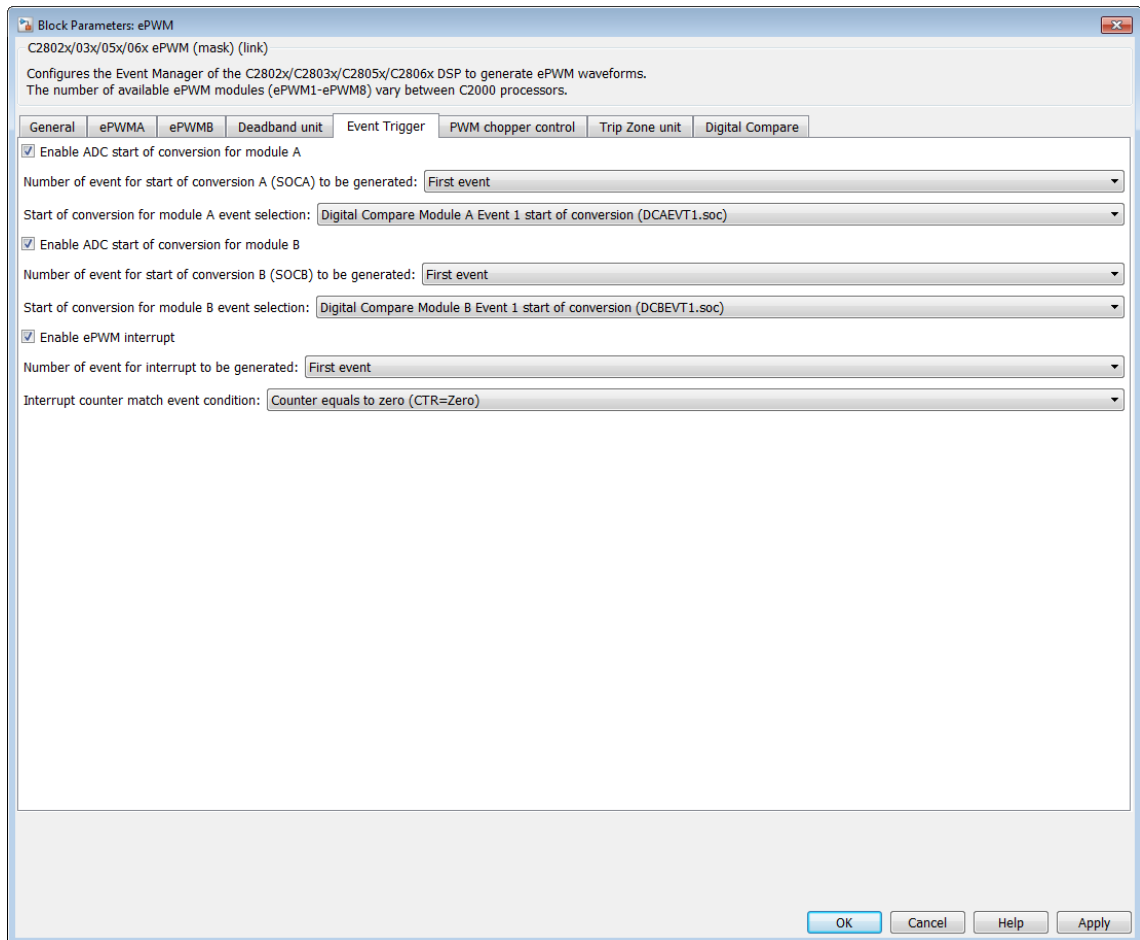 Block Parameters: ePWM
C2802x/03x/05x/06x ePWM (mask) (link)
Configures the Event Manager of the C2802x/C2803x/C2805x/C2806x DSP to generate ePWM waveforms.
The number of available ePWM modules (ePWM1-ePWM8) vary between C2000 processors.
General ePWMA ePWMB Deadband unit Event Trigger PWM chopper control Trip Zone unit Digital Compare
Enable ADC start of conversion for module A
Number of event for start of conversion A (SOCA) to be generated: First event
Start of conversion for module A event selection: Digital Compare Module A Event 1 start of conversion (DCAEVT1.soc)
Enable ADC start of conversion for module B
Number of event for start of conversion B (SOCB) to be generated: First event
Start of conversion for module B event selection: Digital Compare Module B Event 1 start of conversion (DCBEVT1.soc)
Enable ePWM interrupt
Number of event for interrupt to be generated: First event
Interrupt counter match event condition: Counter equals to zero (CTR=Zero)
OK Cancel Help Apply